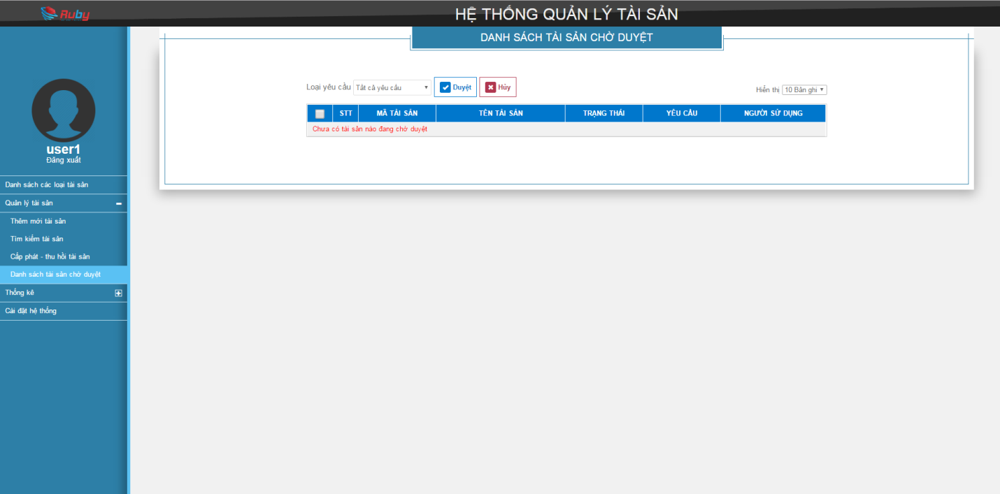 Ruby
HỆ THỐNG QUẢN LÝ TÀI SẢN
user1
Đăng xuất
Danh sách các loại tài sản
Quản lý tài sản
Thêm mới tài sản
Tìm kiếm tài sản
Cấp phát - thu hồi tài sản
Danh sách tài sản chờ duyệt
Thống kê
Cài đặt hệ thống
DANH SÁCH TÀI SẢN CHỜ DUYỆT
Loại yêu cầu Tất cả yêu cầu Duyệt Hủy
Hiển thị 10 Bản ghi
STT MÃ TÀI SẢN TÊN TÀI SẢN TRẠNG THÁI YÊU CẦU NGƯỜI SỬ DỤNG
Chưa có tài sản nào đang chờ duyệt